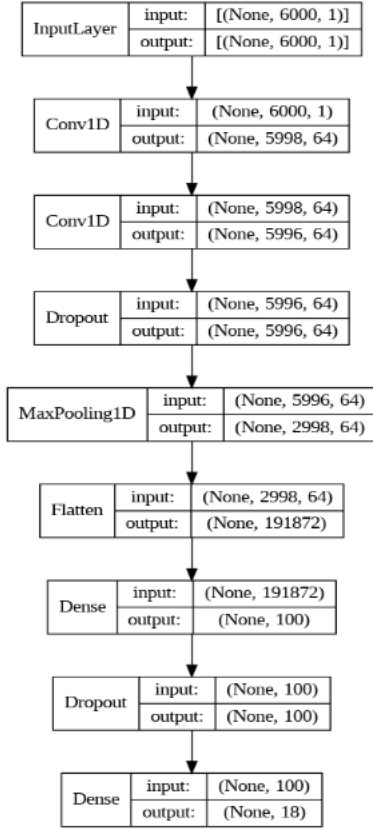 InputLayer input: [(None, 6000, 1)]
output: [(None, 6000, 1)]
Conv1D input: (None, 6000, 1)
output: (None, 5998, 64)
Conv1D input: (None, 5998, 64)
output: (None, 5996, 64)
Dropout input: (None, 5996, 64)
output: (None, 5996, 64)
MaxPooling1D input: (None, 5996, 64)
output: (None, 2998, 64)
Flatten input: (None, 2998, 64)
output: (None, 191872)
Dense input: (None, 191872)
output: (None, 100)
Dropout input: (None, 100)
output: (None, 100)
Dense input: (None, 100)
output: (None, 18)